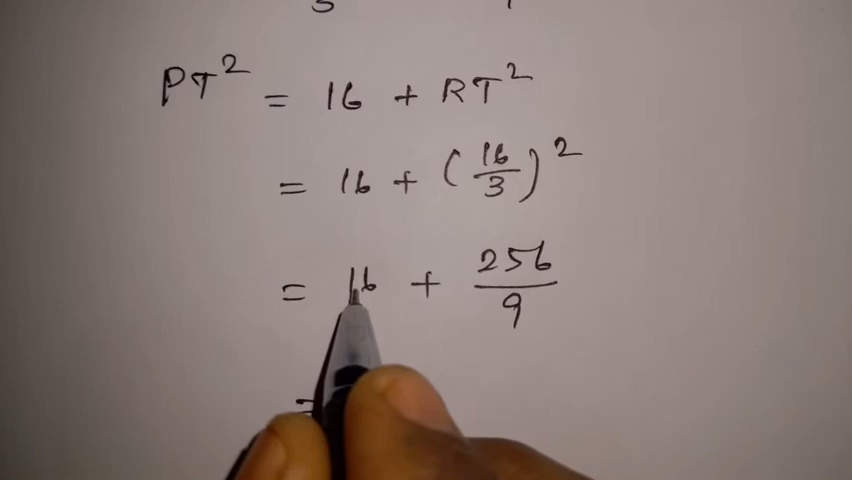 PT² = 16 + RT²
= 16 + (16/3)²
= 16 + 256/9
=